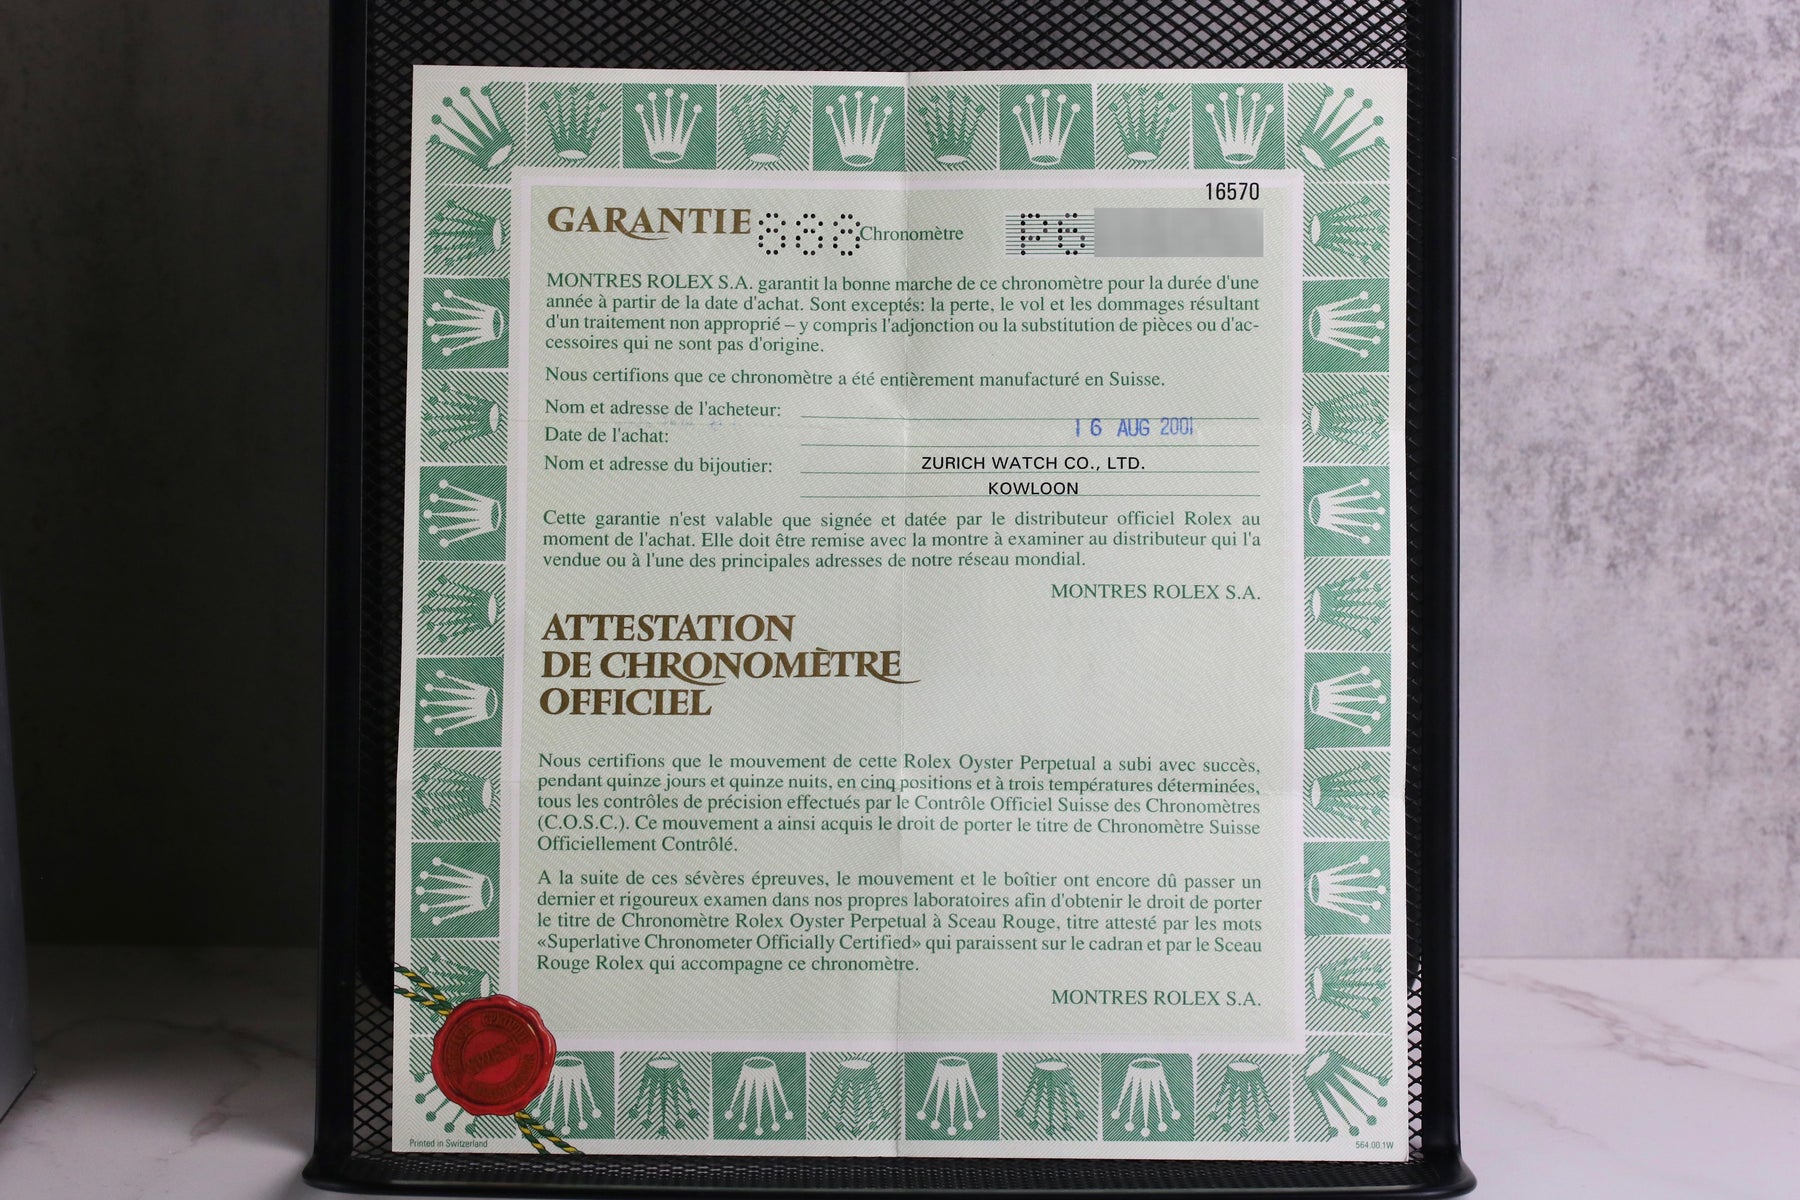 16570
GARANTIE 068 Chronomètre P6
MONTRES ROLEX S.A. garantit la bonne marche de ce chronomètre pour la durée d'une
année à partir de la date d'achat. Sont exceptés: la perte, le vol et les dommages résultant
d'un traitement non approprié – y compris l'adjonction ou la substitution de pièces ou d'ac-
cessoires qui ne sont pas d'origine.
Nous certifions que ce chronomètre a été entièrement manufacturé en Suisse.
Nom et adresse de l'acheteur:
Date de l'achat: 16 AUG 2001
Nom et adresse du bijoutier: ZURICH WATCH CO., LTD.
KOWLOON
Cette garantie n'est valable que signée et datée par le distributeur officiel Rolex au
moment de l'achat. Elle doit être remise avec la montre à examiner au distributeur qui l'a
vendue ou à l'une des principales adresses de notre réseau mondial.
MONTRES ROLEX S.A.
ATTESTATION
DE CHRONOMÈTRE
OFFICIEL
Nous certifions que le mouvement de cette Rolex Oyster Perpetual a subi avec succès,
pendant quinze jours et quinze nuits, en cinq positions et à trois températures déterminées,
tous les contrôles de précision effectués par le Contrôle Officiel Suisse des Chronomètres
(C.O.S.C.). Ce mouvement a ainsi acquis le droit de porter le titre de Chronomètre Suisse
Officiellement Contrôlé.
A la suite de ces sévères épreuves, le mouvement et le boîtier ont encore dû passer un
dernier et rigoureux examen dans nos propres laboratoires afin d'obtenir le droit de porter
le titre de Chronomètre Rolex Oyster Perpetual à Sceau Rouge, titre attesté par les mots
«Superlative Chronometer Officially Certified» qui paraissent sur le cadran et par le Sceau
Rouge Rolex qui accompagne ce chronomètre.
MONTRES ROLEX S.A.
Printed in Switzerland
564.00.1W